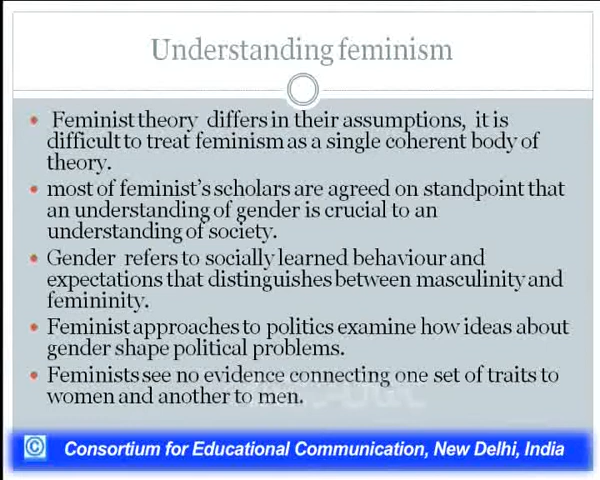 Understanding feminism
Feminist theory differs in their assumptions, it is
difficult to treat feminism as a single coherent body of
theory.
most of feminist's scholars are agreed on standpoint that
an understanding of gender is crucial to an
understanding of society.
Gender refers to socially learned behaviour and
expectations that distinguishes between masculinity and
femininity.
Feminist approaches to politics examine how ideas about
gender shape political problems.
Feminists see no evidence connecting one set of traits to
women and another to men.
© Consortium for Educational Communication, New Delhi, India